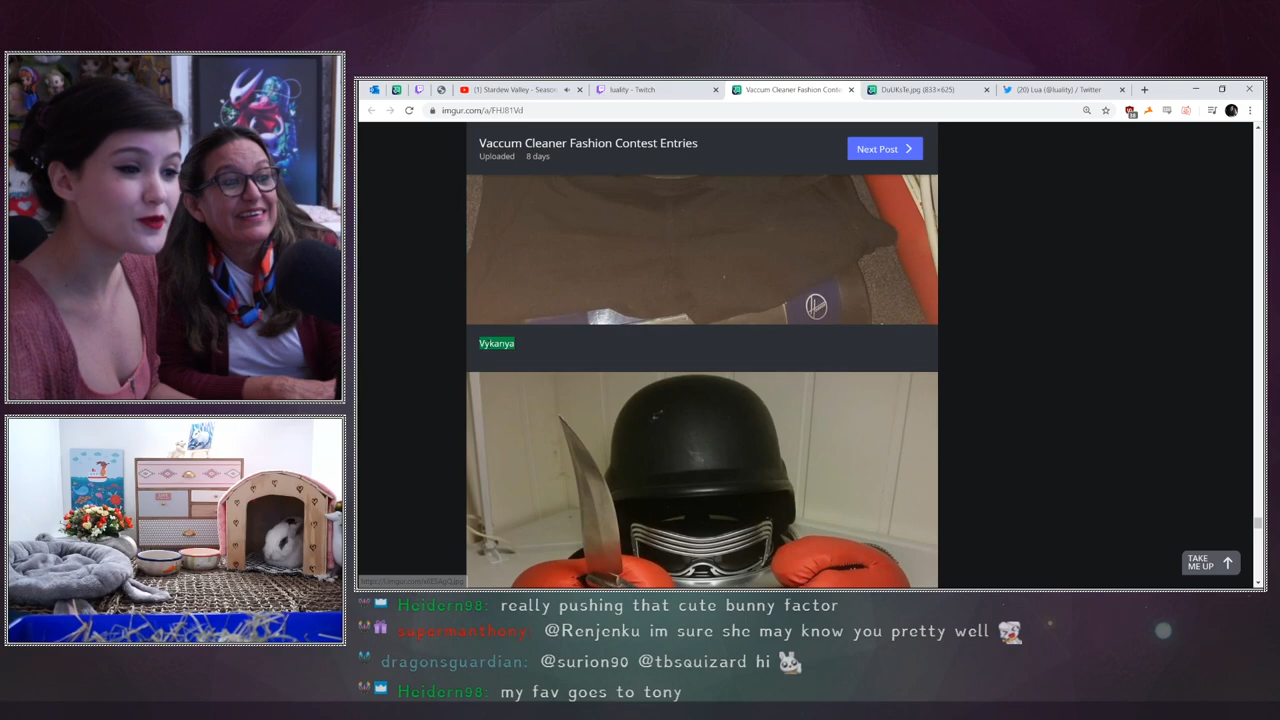 (1) Stardew Valley - Season
luality - Twitch
Vaccum Cleaner Fashion Conte
DuUKsTe.jpg (833×625)
(20) Lua (@luality) / Twitter
imgur.com/a/FHJ81Vd
Vaccum Cleaner Fashion Contest Entries
Uploaded 8 days
Next Post
Vykanya
TAKE
ME UP
Heidern98: really pushing that cute bunny factor
supermanthony: @Renjenku im sure she may know you pretty well
dragonsguardian: @surion90 @tbsquizard hi
Heidern98: my fav goes to tony